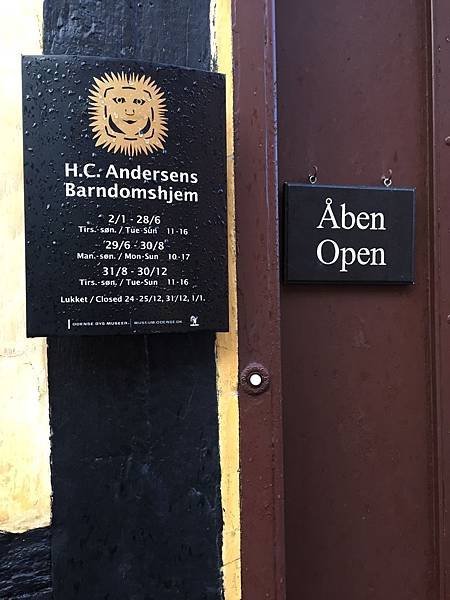 H.C. Andersens
Barndomshjem
2/1 - 28/6
Tirs.-søn. / Tue-Sun 11-16
29/6 - 30/8
Man.-søn. / Mon-Sun 10-17
31/8 - 30/12
Tirs.-søn. / Tue-Sun 11-16
Lukket / Closed 24-25/12, 31/12, 1/1.
ODENSE BYS MUSEER MUSEUM.ODENSE.DK
Åben
Open